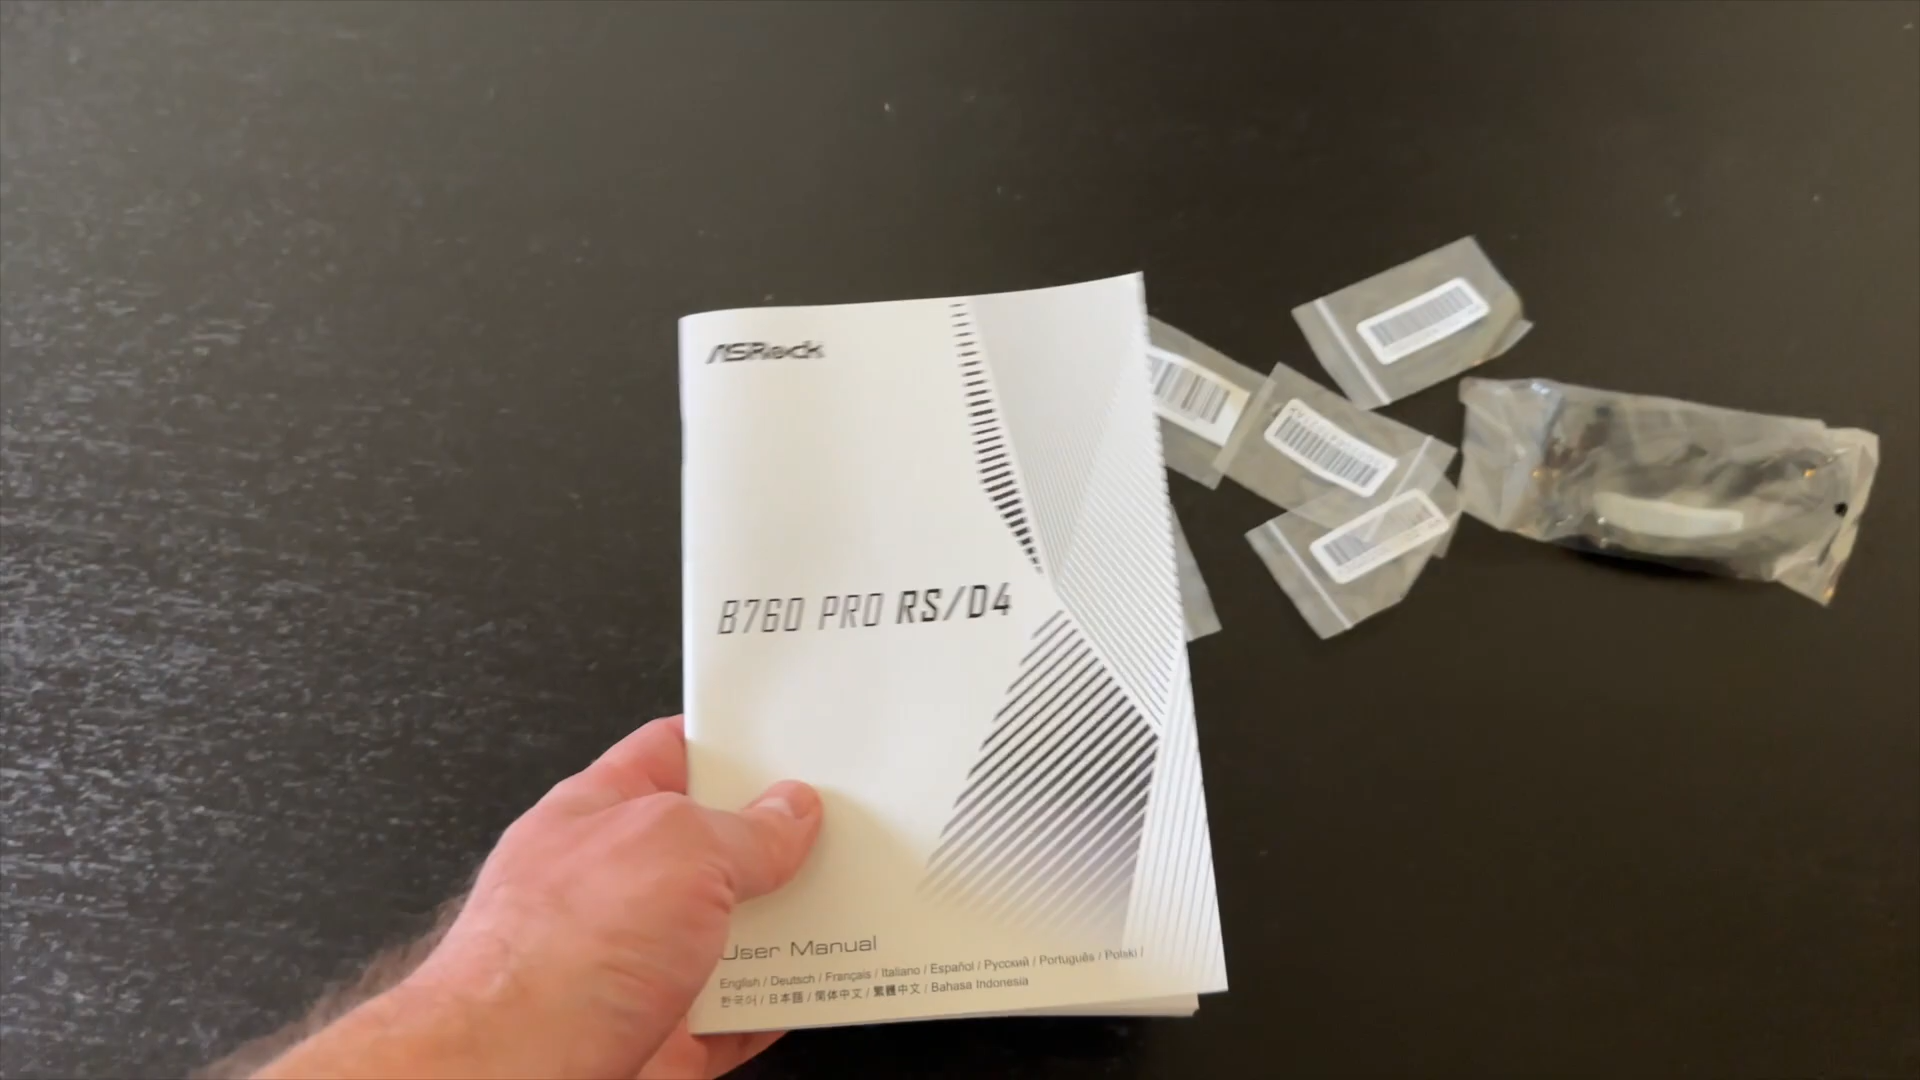 ASRock
B760 PRO RS/D4
User Manual
English / Deutsch / Français / Italiano / Español / Русский / Português / Polski /
한국어 / 日本語 / 简体中文 / 繁體中文 / Bahasa Indonesia